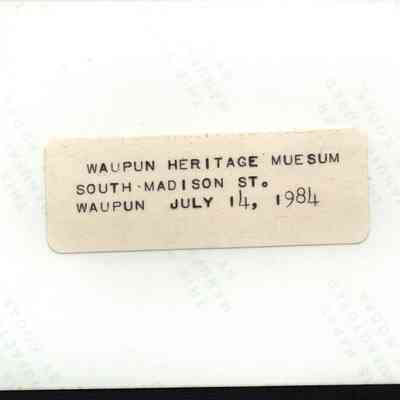 WAUPUN HERITAGE MUESUM
SOUTH MADISON ST.
WAUPUN JULY 14, 1984